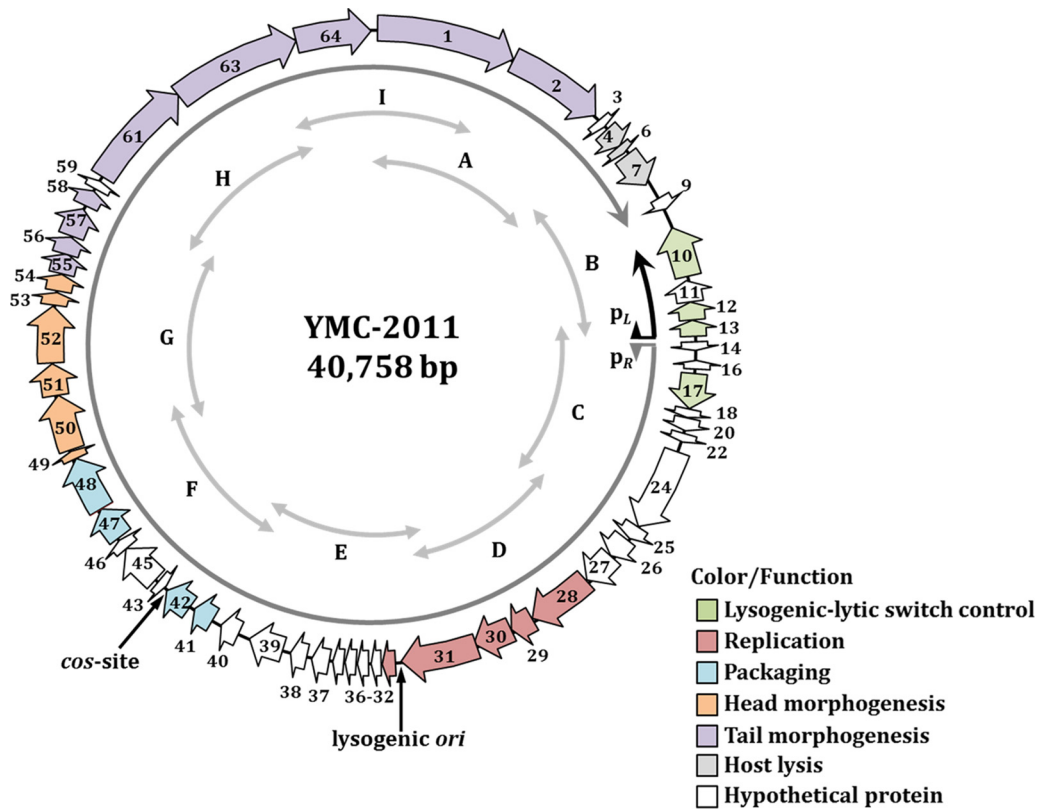 64
1
63
2
3
I
4
6
61
A
7
H
59
9
58
57
10
56
B
55
11
54
12
53
pL
13
YMC-2011
52
G
14
40,758 bp
pR
16
51
17
C
18
50
20
22
49
24
48
F
47
25
E
D
46
26
45
27
Color/Function
43
42
28
Lysogenic-lytic switch control
41
30
29
Replication
cos-site
40
39
31
Packaging
38
37
36-32
Head morphogenesis
lysogenic ori
Tail morphogenesis
Host lysis
Hypothetical protein